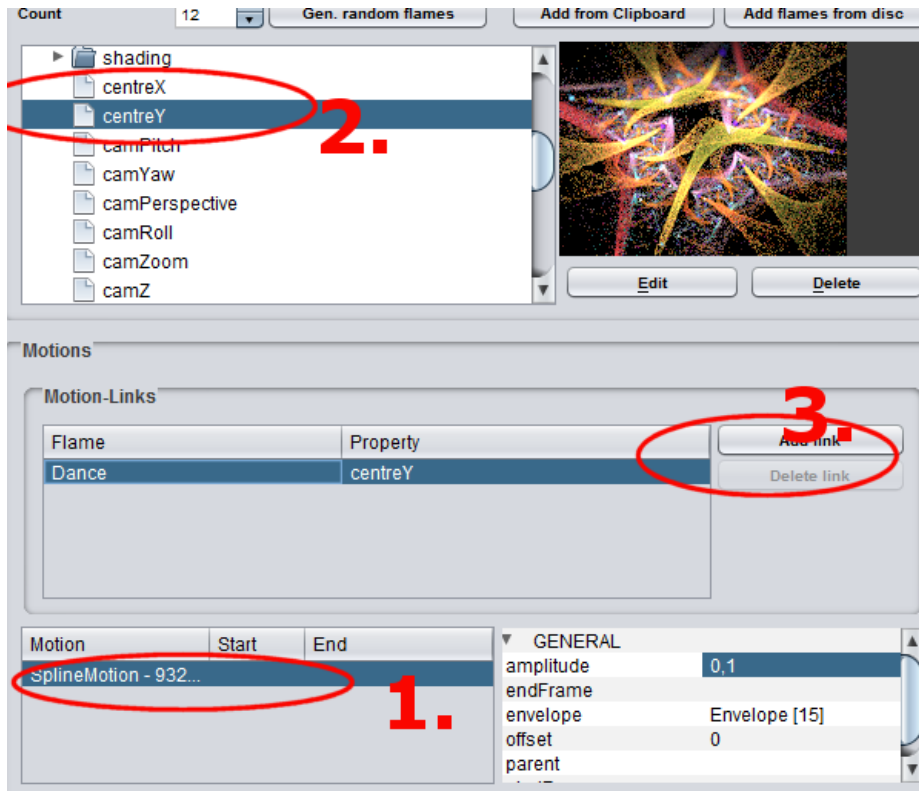 Count 12 Gen. random flames Add from Clipboard Add flames from disc
shading
centreX
centreY
2.
camPitch
camYaw
camPerspective
camRoll
camZoom
camZ
Edit Delete
Motions
Motion-Links
3.
Flame Property Add link
Dance centreY Delete link
Motion Start End
SplineMotion - 932...
1.
GENERAL
amplitude 0,1
endFrame
envelope Envelope [15]
offset 0
parent